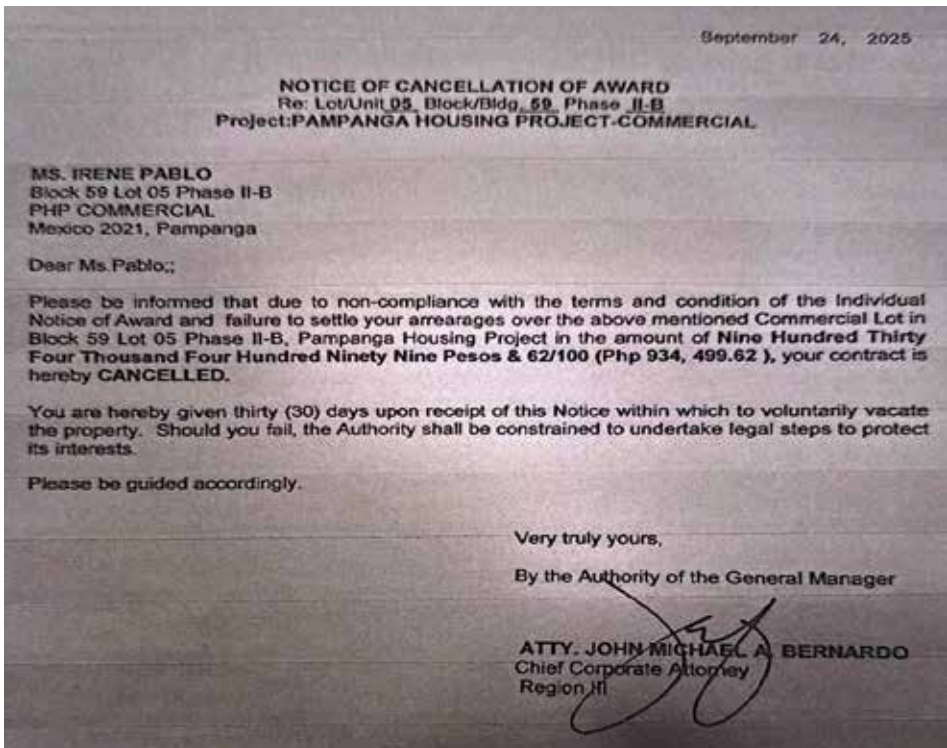 September 24, 2025
NOTICE OF CANCELLATION OF AWARD
Re: Lot/Unit 05 Block/Bldg. 59 Phase II-B
Project:PAMPANGA HOUSING PROJECT-COMMERCIAL
MS. IRENE PABLO
Block 59 Lot 05 Phase II-B
PHP COMMERCIAL
Mexico 2021, Pampanga
Dear Ms.Pablo;;
Please be informed that due to non-compliance with the terms and condition of the Individual
Notice of Award and failure to settle your arrearages over the above mentioned Commercial Lot in
Block 59 Lot 05 Phase II-B, Pampanga Housing Project in the amount of Nine Hundred Thirty
Four Thousand Four Hundred Ninety Nine Pesos & 62/100 (Php 934, 499.62 ), your contract is
hereby CANCELLED.
You are hereby given thirty (30) days upon receipt of this Notice within which to voluntarily vacate
the property. Should you fail, the Authority shall be constrained to undertake legal steps to protect
its interests.
Please be guided accordingly.
Very truly yours,
By the Authority of the General Manager
ATTY. JOHN MICHAEL A. BERNARDO
Chief Corporate Attorney
Region III